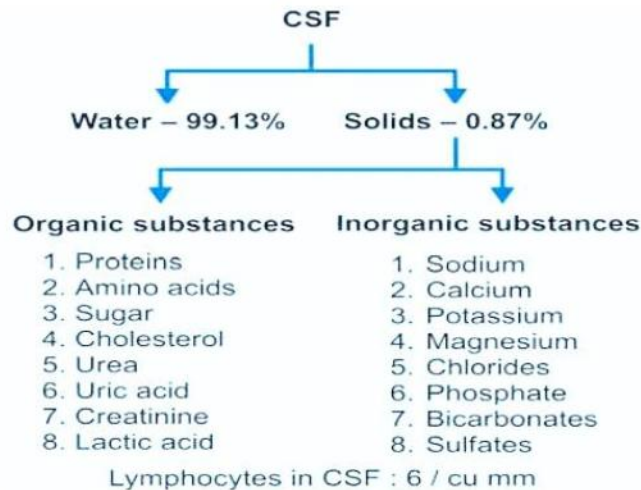 CSF
Water – 99.13%
Solids – 0.87%
Organic substances
1. Proteins
2. Amino acids
3. Sugar
4. Cholesterol
5. Urea
6. Uric acid
7. Creatinine
8. Lactic acid
Inorganic substances
1. Sodium
2. Calcium
3. Potassium
4. Magnesium
5. Chlorides
6. Phosphate
7. Bicarbonates
8. Sulfates
Lymphocytes in CSF : 6 / cu mm